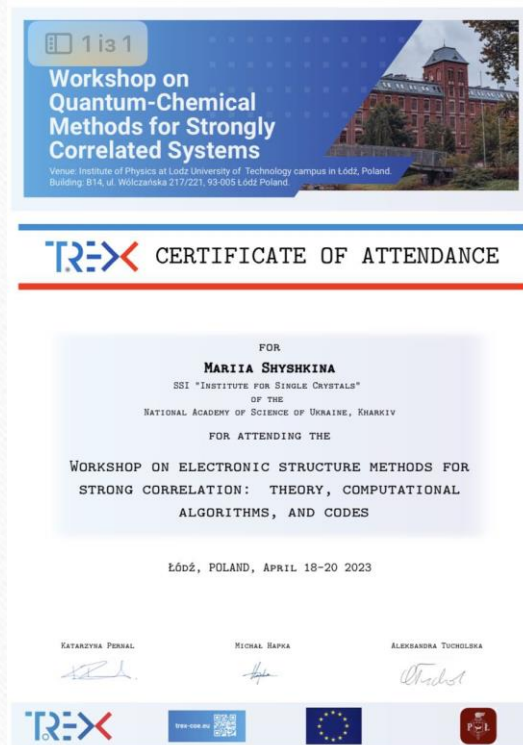 1 із 1
Workshop on
Quantum-Chemical
Methods for Strongly
Correlated Systems
Venue: Institute of Physics at Lodz University of Technology campus in Łódź, Poland.
Building: B14, ul. Wólczańska 217/221, 93-005 Łódź Poland.
TREX CERTIFICATE OF ATTENDANCE
FOR
MARIIA SHYSHKINA
SSI "INSTITUTE FOR SINGLE CRYSTALS"
OF THE
NATIONAL ACADEMY OF SCIENCE OF UKRAINE, KHARKIV
FOR ATTENDING THE
WORKSHOP ON ELECTRONIC STRUCTURE METHODS FOR
STRONG CORRELATION: THEORY, COMPUTATIONAL
ALGORITHMS, AND CODES
ŁÓDŹ, POLAND, APRIL 18-20 2023
KATARZYNA PERNAL MICHAŁ HAPKA ALEKSANDRA TUCHOLSKA
TREX trex-coe.eu P Ł